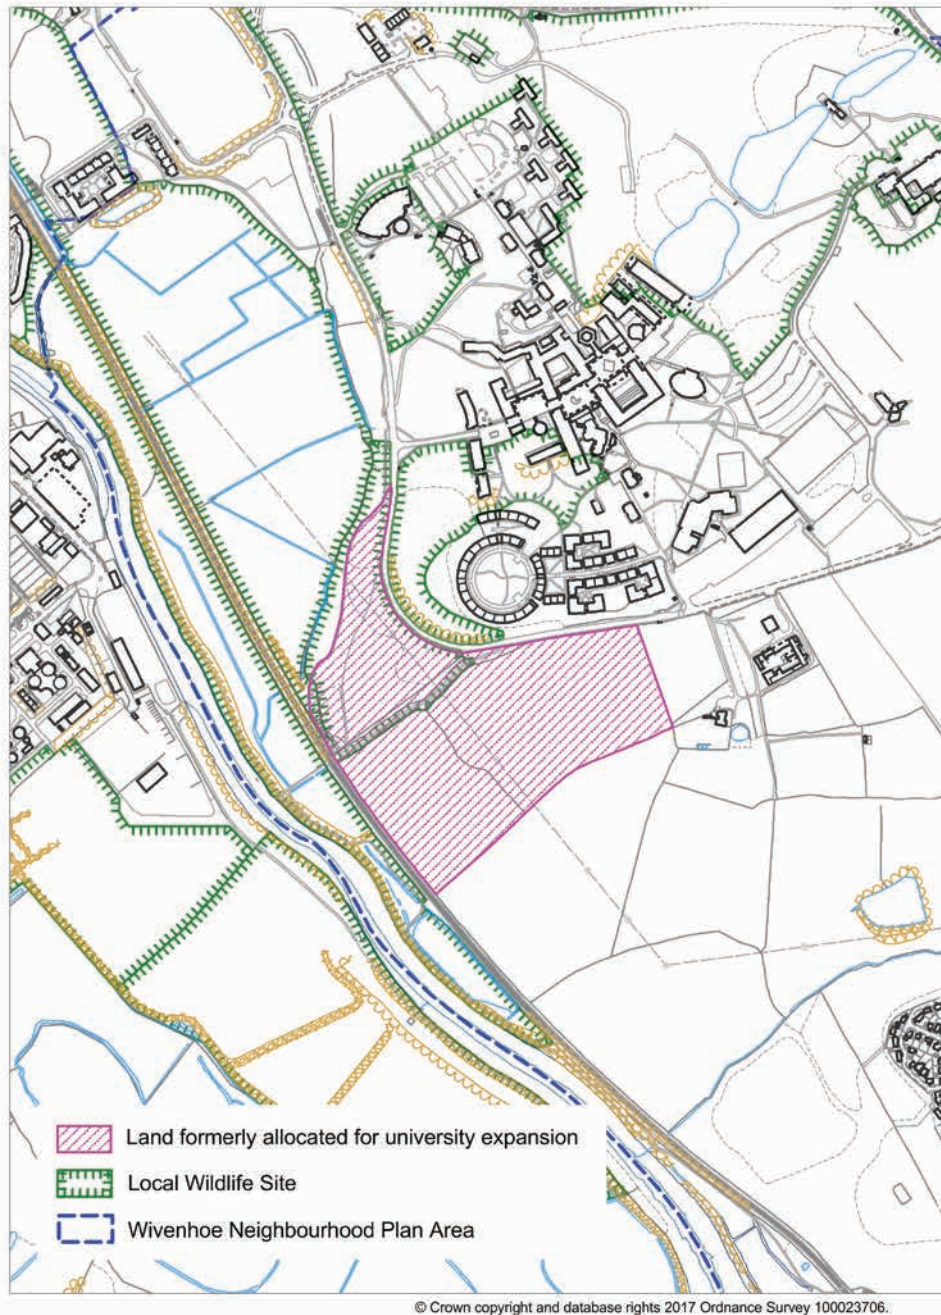 Land formerly allocated for university expansion
Local Wildlife Site
Wivenhoe Neighbourhood Plan Area
© Crown copyright and database rights 2017 Ordnance Survey 100023706.